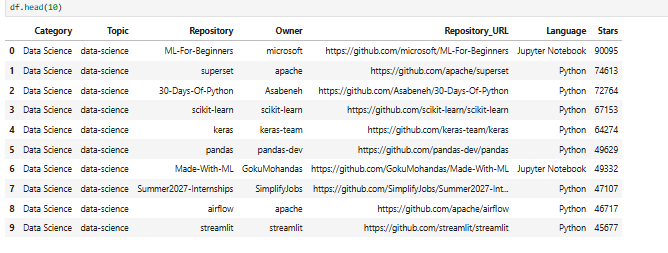 df.head(10)
Category Topic Repository Owner Repository_URL Language Stars
0 Data Science data-science ML-For-Beginners microsoft https://github.com/microsoft/ML-For-Beginners Jupyter Notebook 90095
1 Data Science data-science superset apache https://github.com/apache/superset Python 74613
2 Data Science data-science 30-Days-Of-Python Asabeneh https://github.com/Asabeneh/30-Days-Of-Python Python 72764
3 Data Science data-science scikit-learn scikit-learn https://github.com/scikit-learn/scikit-learn Python 67153
4 Data Science data-science keras keras-team https://github.com/keras-team/keras Python 64274
5 Data Science data-science pandas pandas-dev https://github.com/pandas-dev/pandas Python 49629
6 Data Science data-science Made-With-ML GokuMohandas https://github.com/GokuMohandas/Made-With-ML Jupyter Notebook 49332
7 Data Science data-science Summer2027-Internships SimplifyJobs https://github.com/SimplifyJobs/Summer2027-Int... Python 47107
8 Data Science data-science airflow apache https://github.com/apache/airflow Python 46717
9 Data Science data-science streamlit streamlit https://github.com/streamlit/streamlit Python 45677